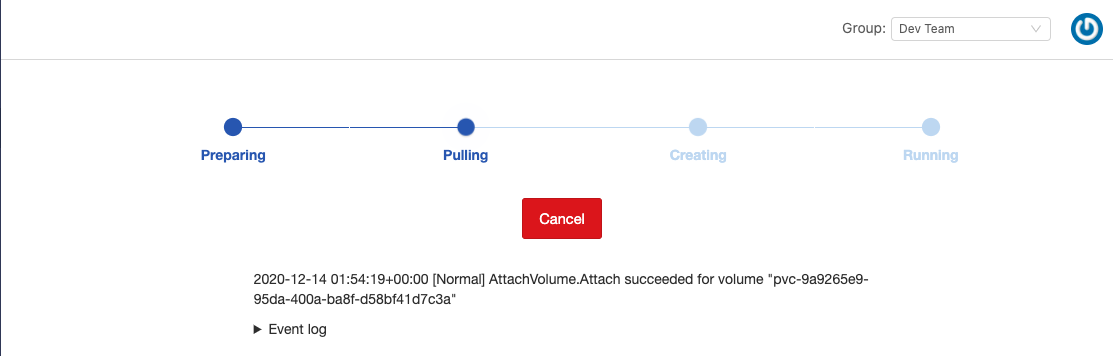 Group: Dev Team
Preparing Pulling Creating Running
Cancel
2020-12-14 01:54:19+00:00 [Normal] AttachVolume.Attach succeeded for volume "pvc-9a9265e9-
95da-400a-ba8f-d58bf41d7c3a"
Event log